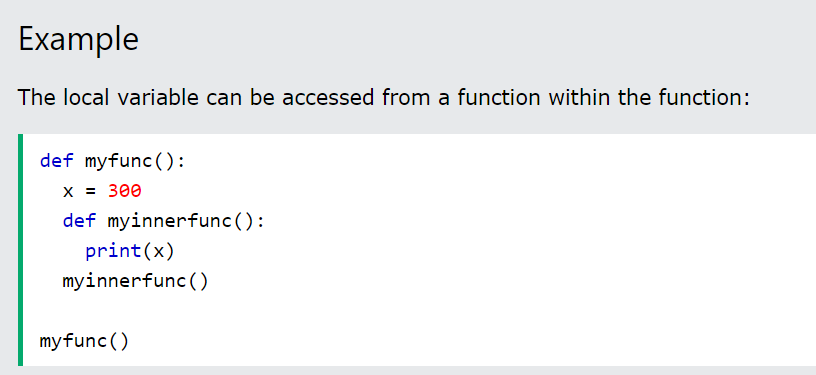 Example
The local variable can be accessed from a function within the function:
def myfunc():
  x = 300
  def myinnerfunc():
    print(x)
  myinnerfunc()

myfunc()